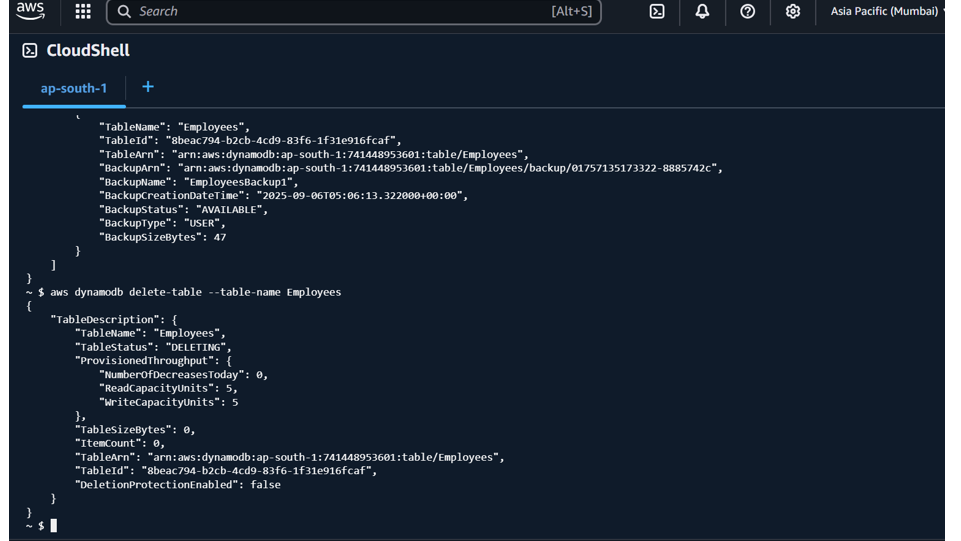 aws
Search [Alt+S]
Asia Pacific (Mumbai)
CloudShell
ap-south-1 +
{
"TableName": "Employees",
"TableId": "8beac794-b2cb-4cd9-83f6-1f31e916fcaf",
"TableArn": "arn:aws:dynamodb:ap-south-1:741448953601:table/Employees",
"BackupArn": "arn:aws:dynamodb:ap-south-1:741448953601:table/Employees/backup/01757135173322-8885742c",
"BackupName": "EmployeesBackup1",
"BackupCreationDateTime": "2025-09-06T05:06:13.322000+00:00",
"BackupStatus": "AVAILABLE",
"BackupType": "USER",
"BackupSizeBytes": 47
}
]
}
~ $ aws dynamodb delete-table --table-name Employees
{
"TableDescription": {
"TableName": "Employees",
"TableStatus": "DELETING",
"ProvisionedThroughput": {
"NumberOfDecreasesToday": 0,
"ReadCapacityUnits": 5,
"WriteCapacityUnits": 5
},
"TableSizeBytes": 0,
"ItemCount": 0,
"TableArn": "arn:aws:dynamodb:ap-south-1:741448953601:table/Employees",
"TableId": "8beac794-b2cb-4cd9-83f6-1f31e916fcaf",
"DeletionProtectionEnabled": false
}
}
~ $